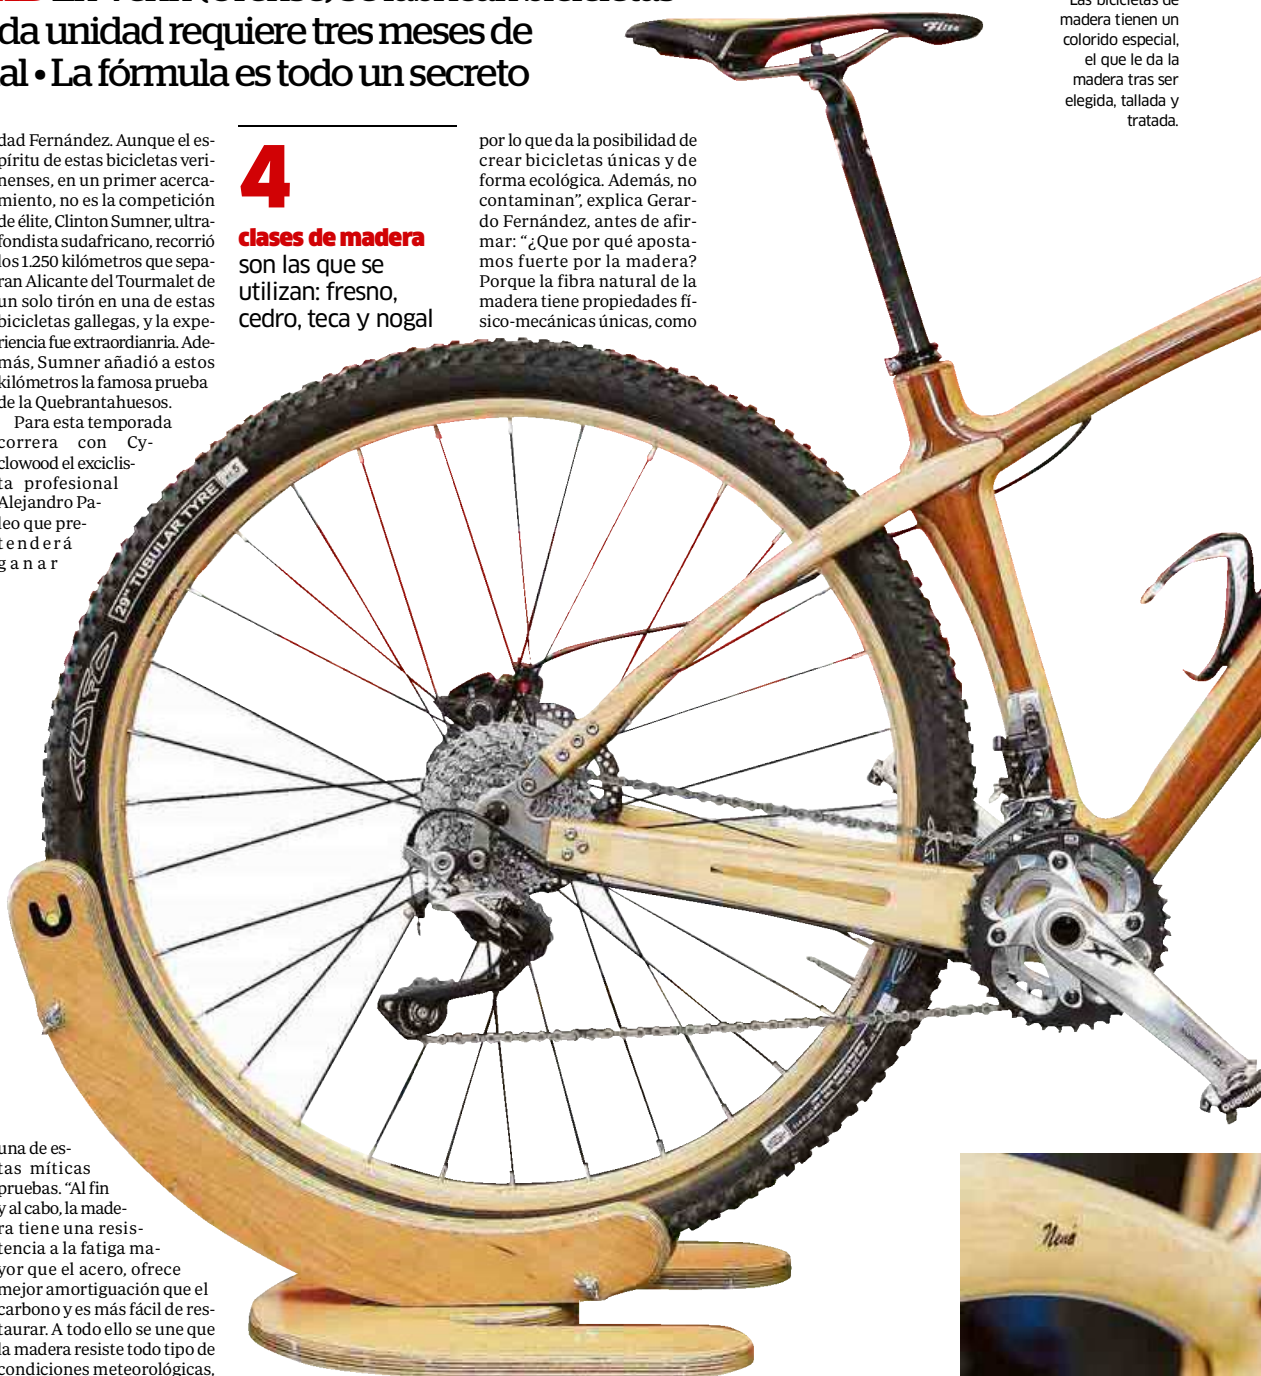 da unidad requiere tres meses de
al • La fórmula es todo un secreto
Las bicicletas de
madera tienen un
colorido especial,
el que le da la
madera tras ser
elegida, tallada y
tratada.
dad Fernández. Aunque el es-
píritu de estas bicicletas veri-
nenses, en un primer acerca-
miento, no es la competición
de élite, Clinton Sumner, ultra-
fondista sudafricano, recorrió
los 1.250 kilómetros que sepa-
ran Alicante del Tourmalet de
un solo tirón en una de estas
bicicletas gallegas, y la expe-
riencia fue extraordianria. Ade-
más, Sumner añadió a estos
kilómetros la famosa prueba
de la Quebrantahuesos.
Para esta temporada
correra con Cy-
clowood el exciclis-
ta profesional
Alejandro Pa-
leo que pre-
tenderá
ganar
una de es-
tas míticas
pruebas. “Al fin
y al cabo, la made-
ra tiene una resis-
tencia a la fatiga ma-
yor que el acero, ofrece
mejor amortiguación que el
carbono y es más fácil de res-
taurar. A todo ello se une que
la madera resiste todo tipo de
condiciones meteorológicas,
4
clases de madera
son las que se
utilizan: fresno,
cedro, teca y nogal
por lo que da la posibilidad de
crear bicicletas únicas y de
forma ecológica. Además, no
contaminan”, explica Gerar-
do Fernández, antes de afir-
mar: “¿Que por qué aposta-
mos fuerte por la madera?
Porque la fibra natural de la
madera tiene propiedades fí-
sico-mecánicas únicas, como
Flite
29" TUBULAR TYRE
TUFO
XT
Nená